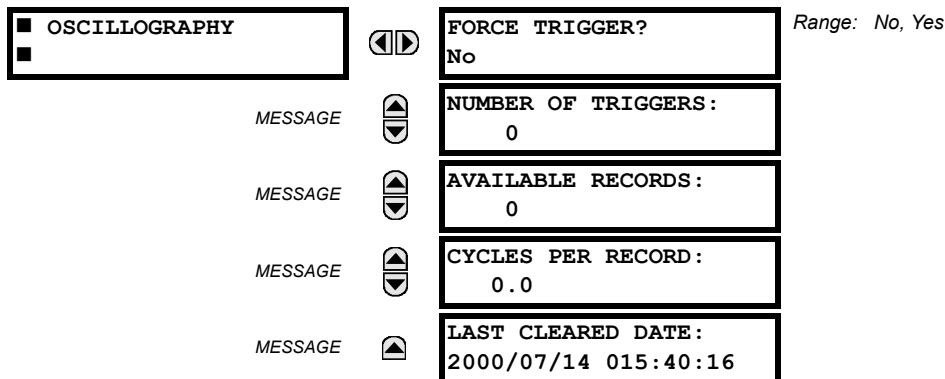 ■ OSCILLOGRAPHY
■
FORCE TRIGGER?
No
Range: No, Yes
MESSAGE
NUMBER OF TRIGGERS:
0
MESSAGE
AVAILABLE RECORDS:
0
MESSAGE
CYCLES PER RECORD:
0.0
MESSAGE
LAST CLEARED DATE:
2000/07/14 015:40:16